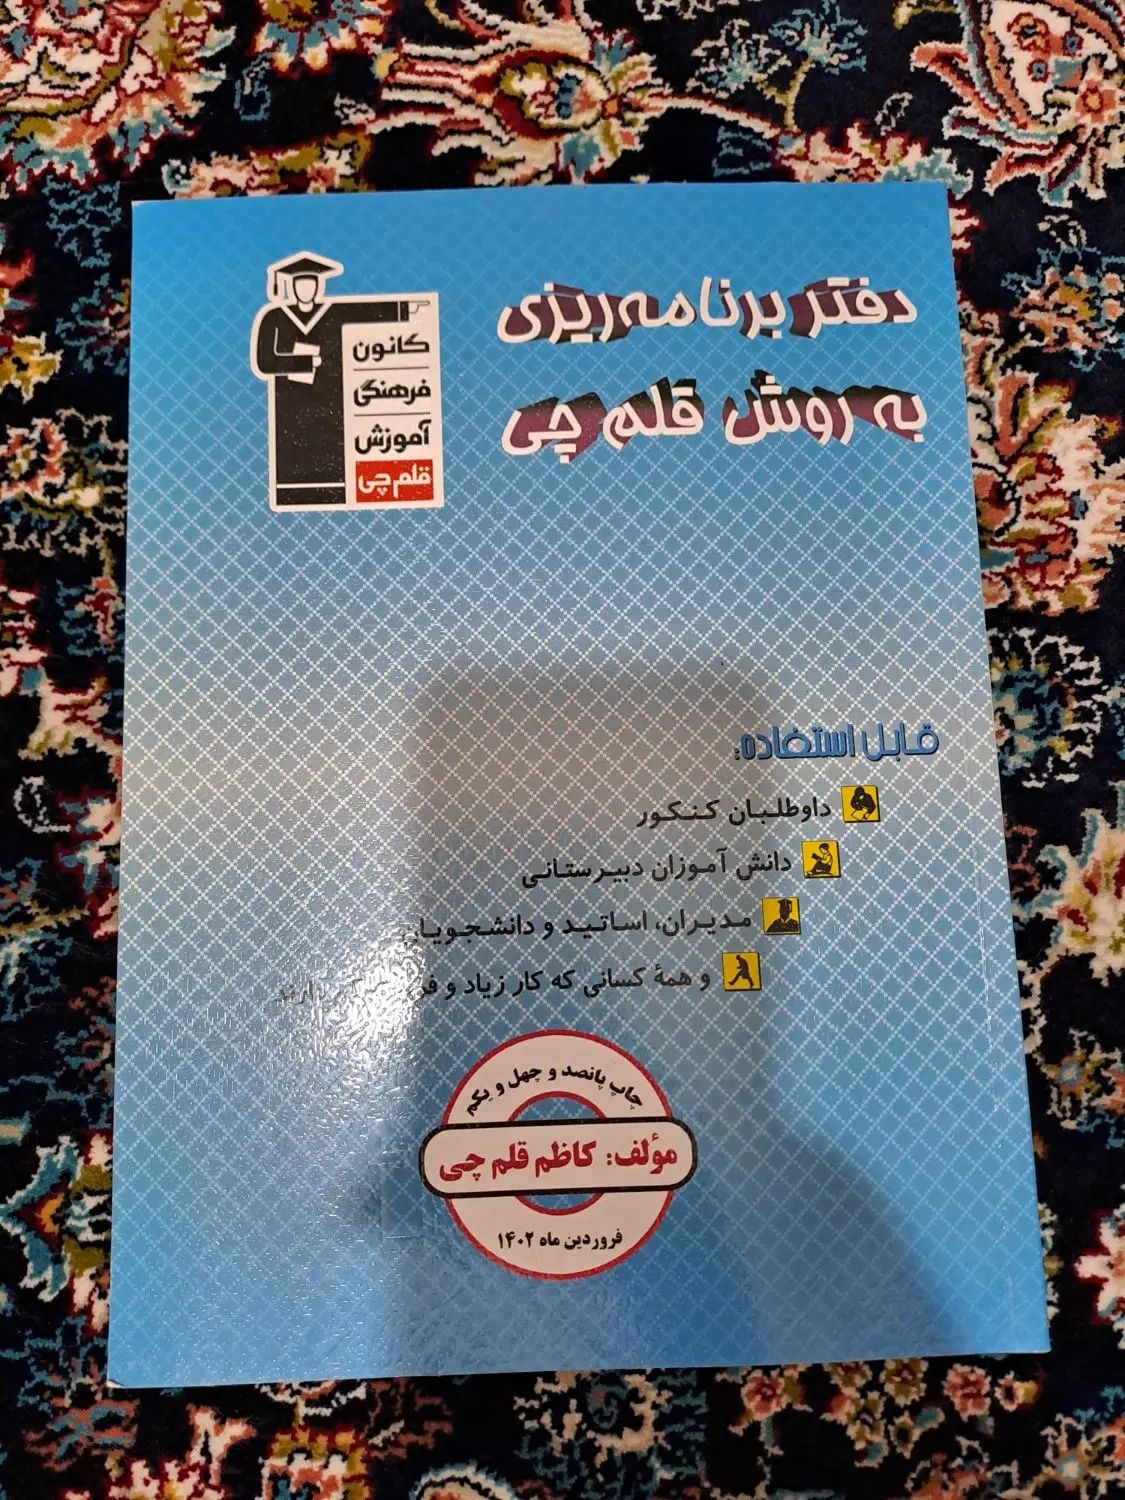 دفتر برنامه‌ریزی
به روش قلم چی
کانون
فرهنگی
آموزش
قلم‌چی
قابل استفاده:
داوطلبان کنکور
دانش آموزان دبیرستانی
مدیران، اساتید و دانشجویان
و همهٔ کسانی که کار زیاد و دارند
چاپ پانصد و چهل و یکم
مؤلف: کاظم قلم چی
فروردین ماه ۱۴۰۲